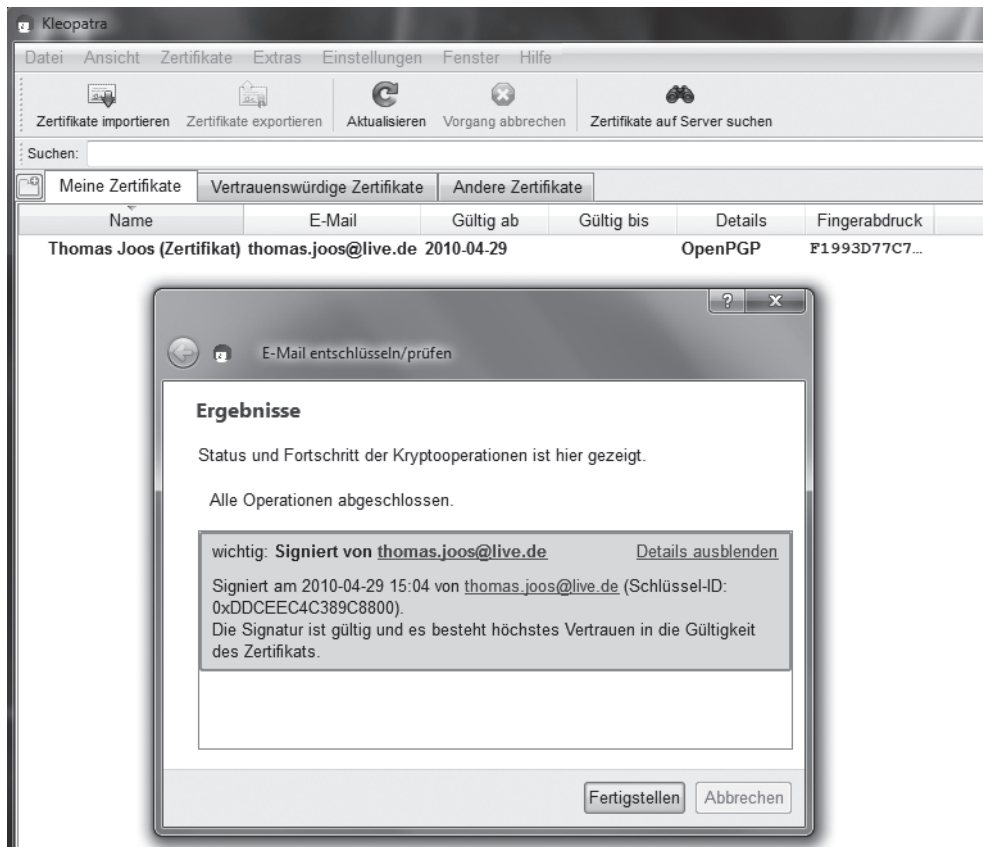 Kleopatra
Datei Ansicht Zertifikate Extras Einstellungen Fenster Hilfe
Zertifikate importieren Zertifikate exportieren Aktualisieren Vorgang abbrechen Zertifikate auf Server suchen
Suchen:
Meine Zertifikate Vertrauenswürdige Zertifikate Andere Zertifikate
Name E-Mail Gültig ab Gültig bis Details Fingerabdruck
Thomas Joos (Zertifikat) thomas.joos@live.de 2010-04-29 OpenPGP F1993D77C7...
? X
E-Mail entschlüsseln/prüfen
Ergebnisse
Status und Fortschritt der Kryptooperationen ist hier gezeigt.
Alle Operationen abgeschlossen.
wichtig: Signiert von thomas.joos@live.de Details ausblenden
Signiert am 2010-04-29 15:04 von thomas.joos@live.de (Schlüssel-ID:
0xDDCEEC4C389C8800).
Die Signatur ist gültig und es besteht höchstes Vertrauen in die Gültigkeit
des Zertifikats.
Fertigstellen Abbrechen